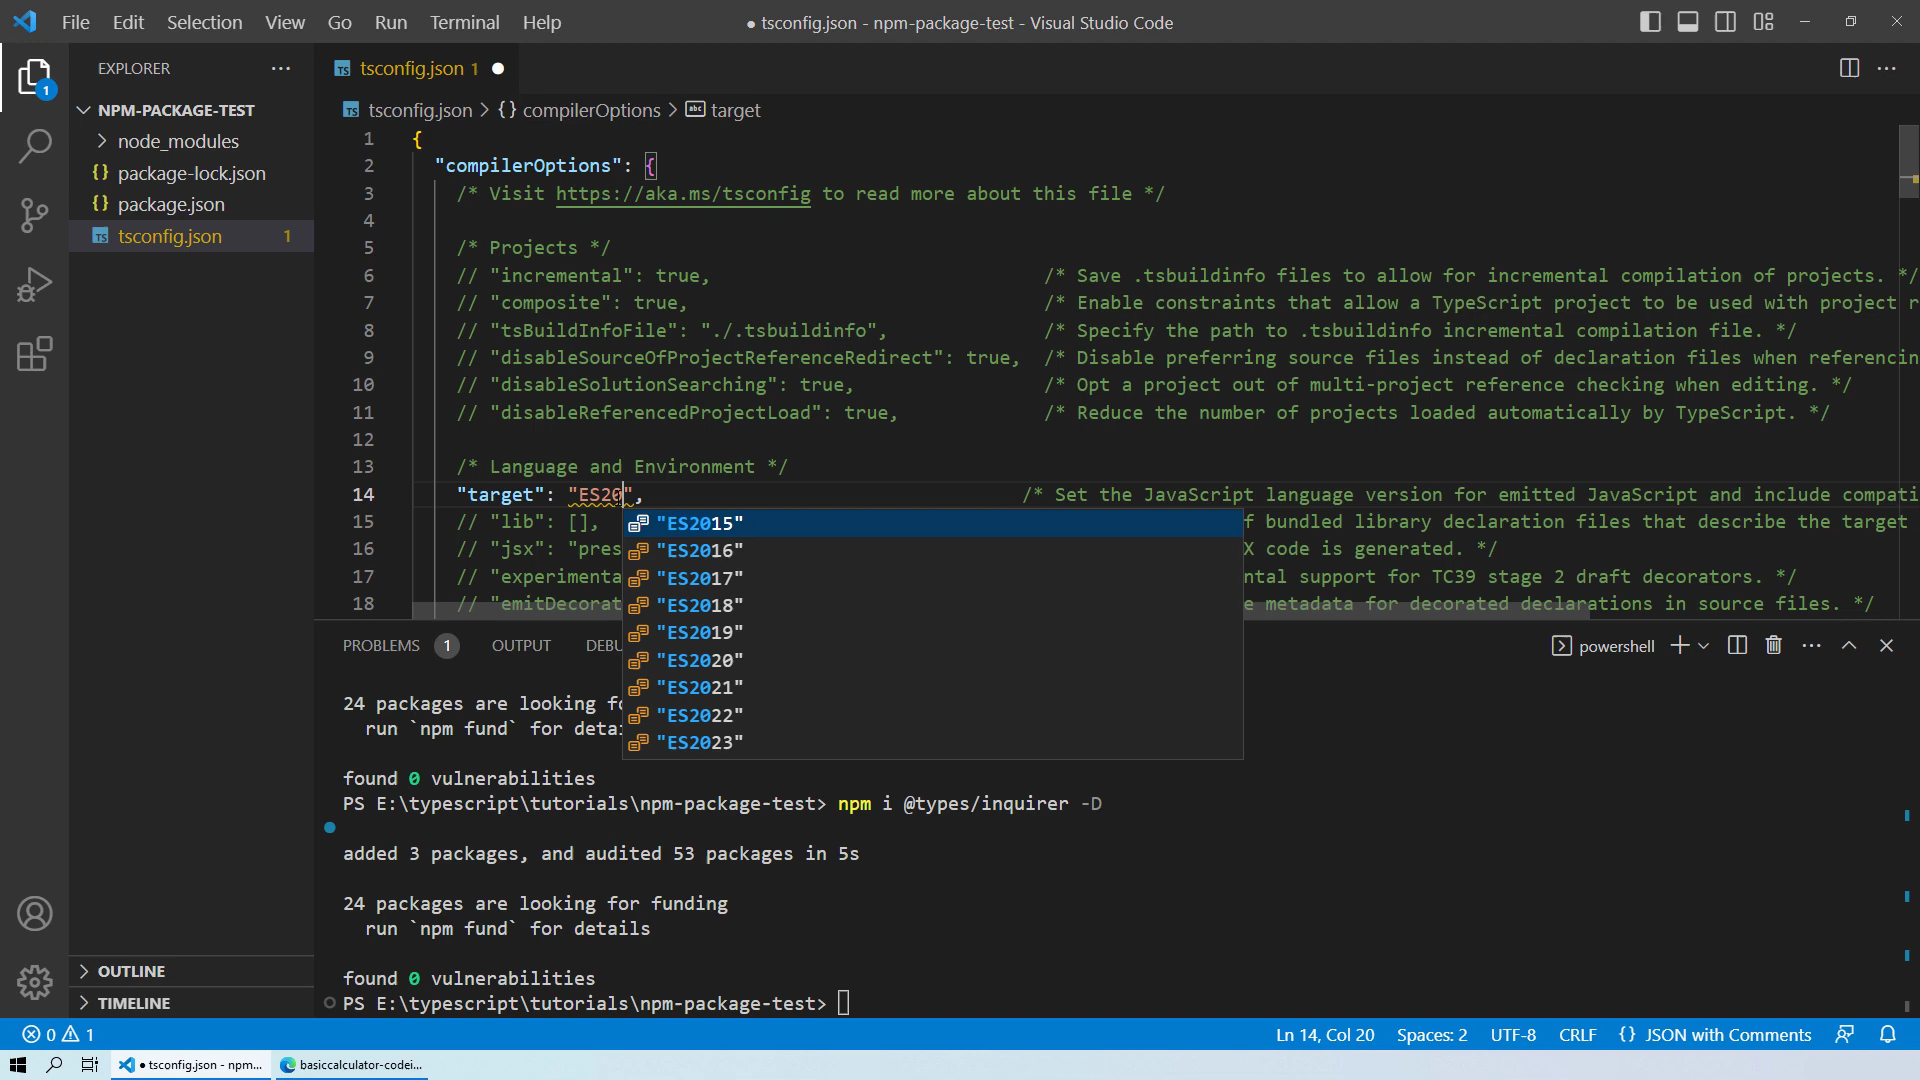 File Edit Selection View Go Run Terminal Help
● tsconfig.json - npm-package-test - Visual Studio Code
EXPLORER
1
NPM-PACKAGE-TEST
node_modules
{} package-lock.json
{} package.json
TS tsconfig.json 1
OUTLINE
TIMELINE
TS tsconfig.json 1 ●
TS tsconfig.json > {} compilerOptions > abc target
1 {
2 "compilerOptions": {
3 /* Visit https://aka.ms/tsconfig to read more about this file */
4
5 /* Projects */
6 // "incremental": true, /* Save .tsbuildinfo files to allow for incremental compilation of projects. */
7 // "composite": true, /* Enable constraints that allow a TypeScript project to be used with project r
8 // "tsBuildInfoFile": "./.tsbuildinfo", /* Specify the path to .tsbuildinfo incremental compilation file. */
9 // "disableSourceOfProjectReferenceRedirect": true, /* Disable preferring source files instead of declaration files when referencin
10 // "disableSolutionSearching": true, /* Opt a project out of multi-project reference checking when editing. */
11 // "disableReferencedProjectLoad": true, /* Reduce the number of projects loaded automatically by TypeScript. */
12
13 /* Language and Environment */
14 "target": "ES20", /* Set the JavaScript language version for emitted JavaScript and include compati
15 // "lib": [], f bundled library declaration files that describe the target
16 // "jsx": "pres X code is generated. */
17 // "experimenta ntal support for TC39 stage 2 draft decorators. */
18 // "emitDecorat e metadata for decorated declarations in source files. */
"ES2015"
"ES2016"
"ES2017"
"ES2018"
"ES2019"
"ES2020"
"ES2021"
"ES2022"
"ES2023"
PROBLEMS 1 OUTPUT DEBU
powershell
24 packages are looking fo
run `npm fund` for detai
found 0 vulnerabilities
PS E:\typescript\tutorials\npm-package-test> npm i @types/inquirer -D
added 3 packages, and audited 53 packages in 5s
24 packages are looking for funding
run `npm fund` for details
found 0 vulnerabilities
PS E:\typescript\tutorials\npm-package-test>
0 1
Ln 14, Col 20 Spaces: 2 UTF-8 CRLF {} JSON with Comments
● tsconfig.json - npm... basiccalculator-codei...